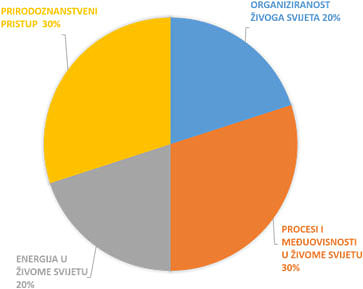 PRIRODOZNANSTVENI
PRISTUP 30%
ORGANIZIRANOST
ŽIVOGA SVIJETA 20%
PROCESI I
MEĐUOVISNOSTI
U ŽIVOME SVIJETU
30%
ENERGIJA U
ŽIVOME SVIJETU
20%